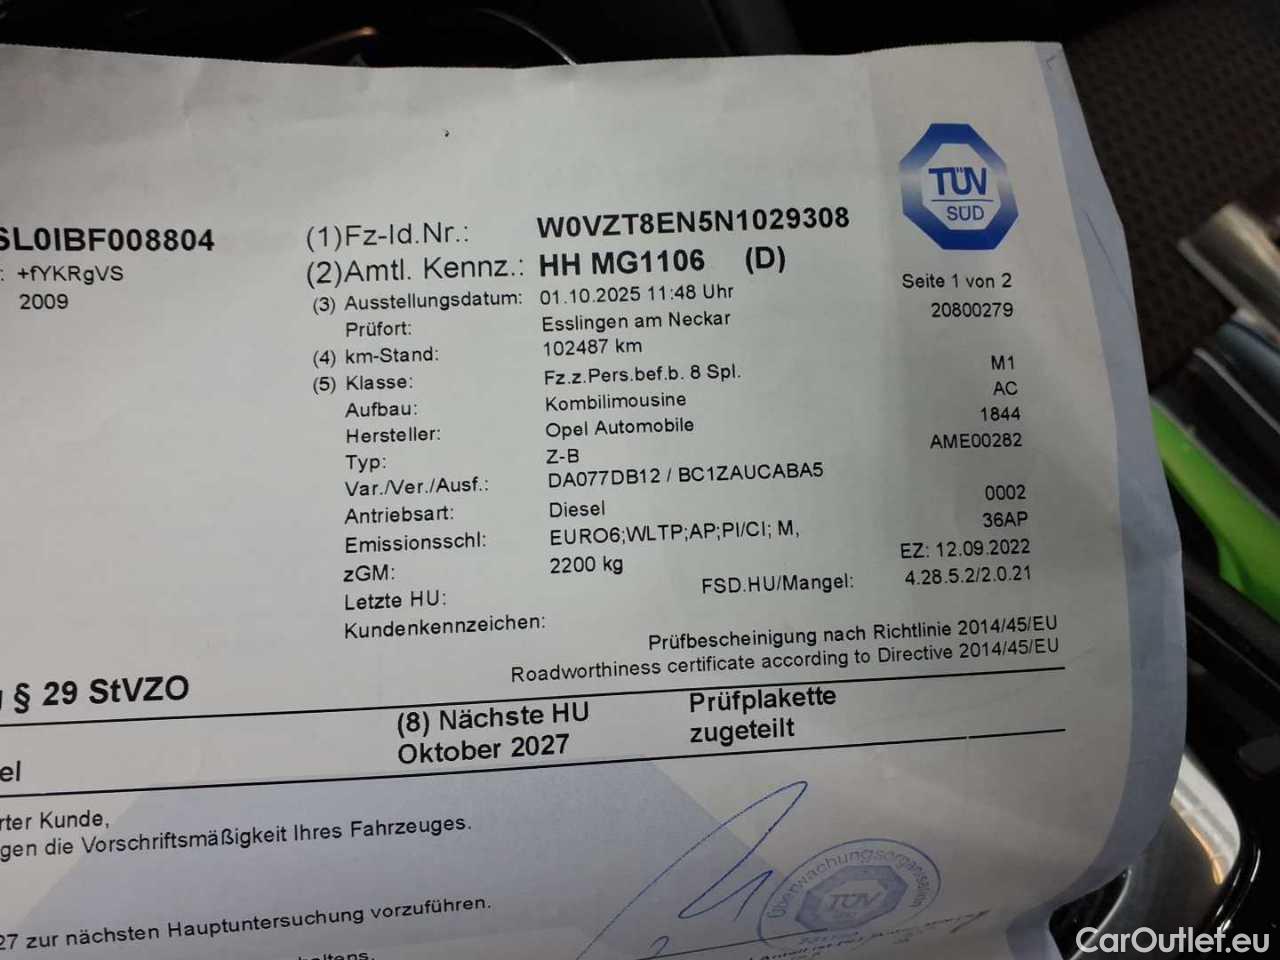 SL0IBF008804
: +fYKRgVS
2009
(1)Fz-Id.Nr.: W0VZT8EN5N1029308
(2)Amtl. Kennz.: HH MG1106 (D)
(3) Ausstellungsdatum: 01.10.2025 11:48 Uhr
Prüfort: Esslingen am Neckar
(4) km-Stand: 102487 km
(5) Klasse: Fz.z.Pers.bef.b. 8 Spl. M1
Aufbau: Kombilimousine AC
Hersteller: Opel Automobile 1844
Typ: Z-B AME00282
Var./Ver./Ausf.: DA077DB12 / BC1ZAUCABA5
Antriebsart: Diesel 0002
Emissionsschl: EURO6;WLTP;AP;PI/CI; M, 36AP
zGM: 2200 kg EZ: 12.09.2022
Letzte HU: FSD.HU/Mangel: 4.28.5.2/2.0.21
Kundenkennzeichen:
TÜV
SÜD
Seite 1 von 2
20800279
Prüfbescheinigung nach Richtlinie 2014/45/EU
Roadworthiness certificate according to Directive 2014/45/EU
§ 29 StVZO
(8) Nächste HU Prüfplakette
Oktober 2027 zugeteilt
el
rter Kunde,
gen die Vorschriftsmäßigkeit Ihres Fahrzeuges.
27 zur nächsten Hauptuntersuchung vorzuführen.
Überwachungsorganisation
TÜV
CarOutlet.eu